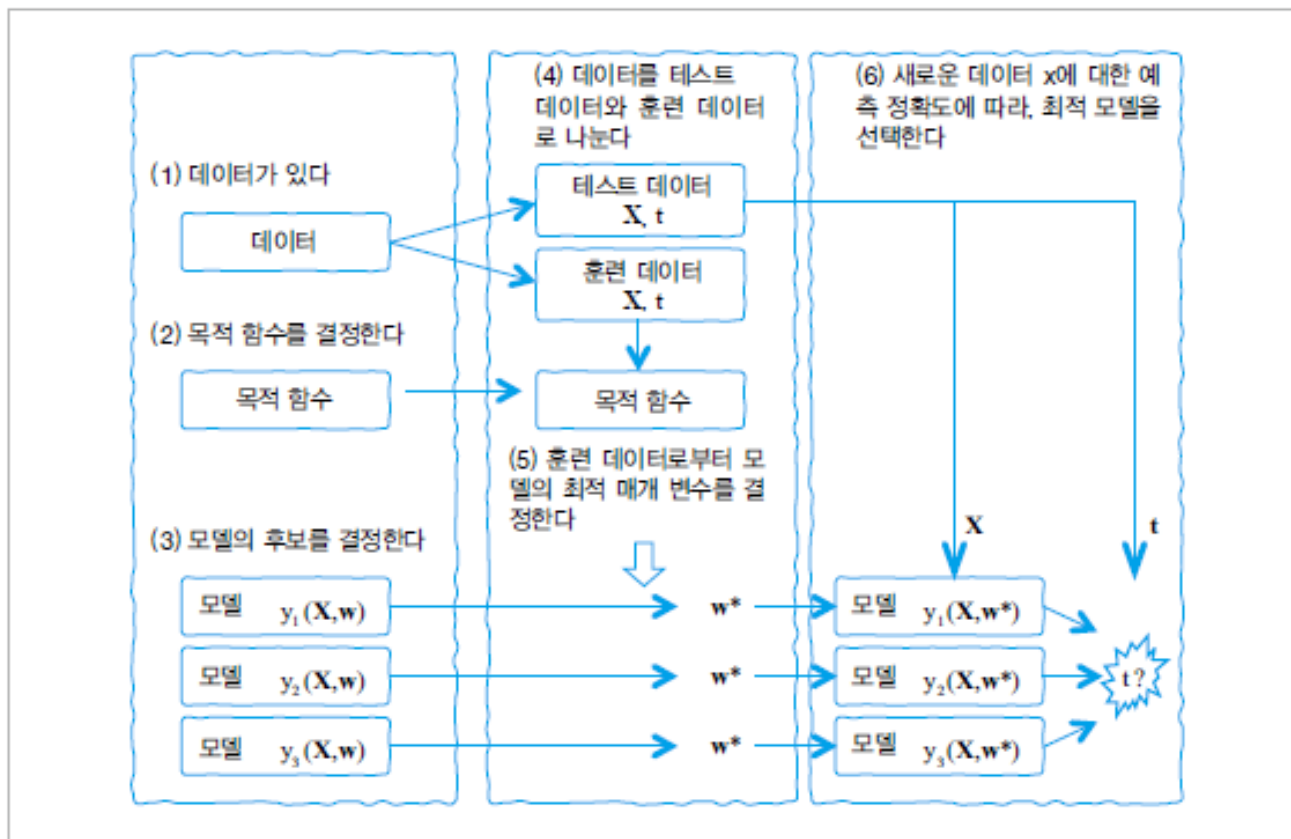 (1) 데이터가 있다
데이터
(2) 목적 함수를 결정한다
목적 함수
(3) 모델의 후보를 결정한다
모델 y₁(X,w)
모델 y₂(X,w)
모델 y₃(X,w)
(4) 데이터를 테스트
데이터와 훈련 데이터
로 나눈다
테스트 데이터
X, t
훈련 데이터
X, t
목적 함수
(5) 훈련 데이터로부터 모
델의 최적 매개 변수를 결
정한다
w*
w*
w*
(6) 새로운 데이터 x에 대한 예
측 정확도에 따라, 최적 모델을
선택한다
X
t
모델 y₁(X,w*)
모델 y₂(X,w*)
모델 y₃(X,w*)
t?